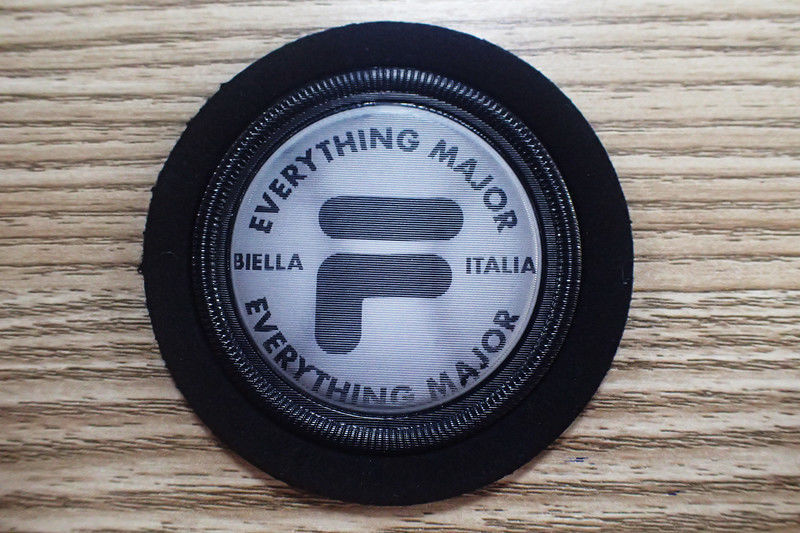 EVERYTHING MAJOR
F
BIELLA
ITALIA
EVERYTHING MAJOR